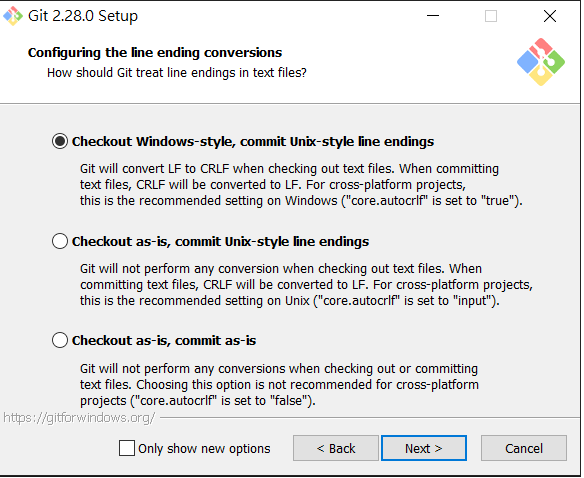 Git 2.28.0 Setup
Configuring the line ending conversions
How should Git treat line endings in text files?
Checkout Windows-style, commit Unix-style line endings
Git will convert LF to CRLF when checking out text files. When committing
text files, CRLF will be converted to LF. For cross-platform projects,
this is the recommended setting on Windows ("core.autocrlf" is set to "true").
Checkout as-is, commit Unix-style line endings
Git will not perform any conversion when checking out text files. When
committing text files, CRLF will be converted to LF. For cross-platform projects,
this is the recommended setting on Unix ("core.autocrlf" is set to "input").
Checkout as-is, commit as-is
Git will not perform any conversions when checking out or committing
text files. Choosing this option is not recommended for cross-platform
projects ("core.autocrlf" is set to "false").
https://gitforwindows.org/
Only show new options
< Back
Next >
Cancel